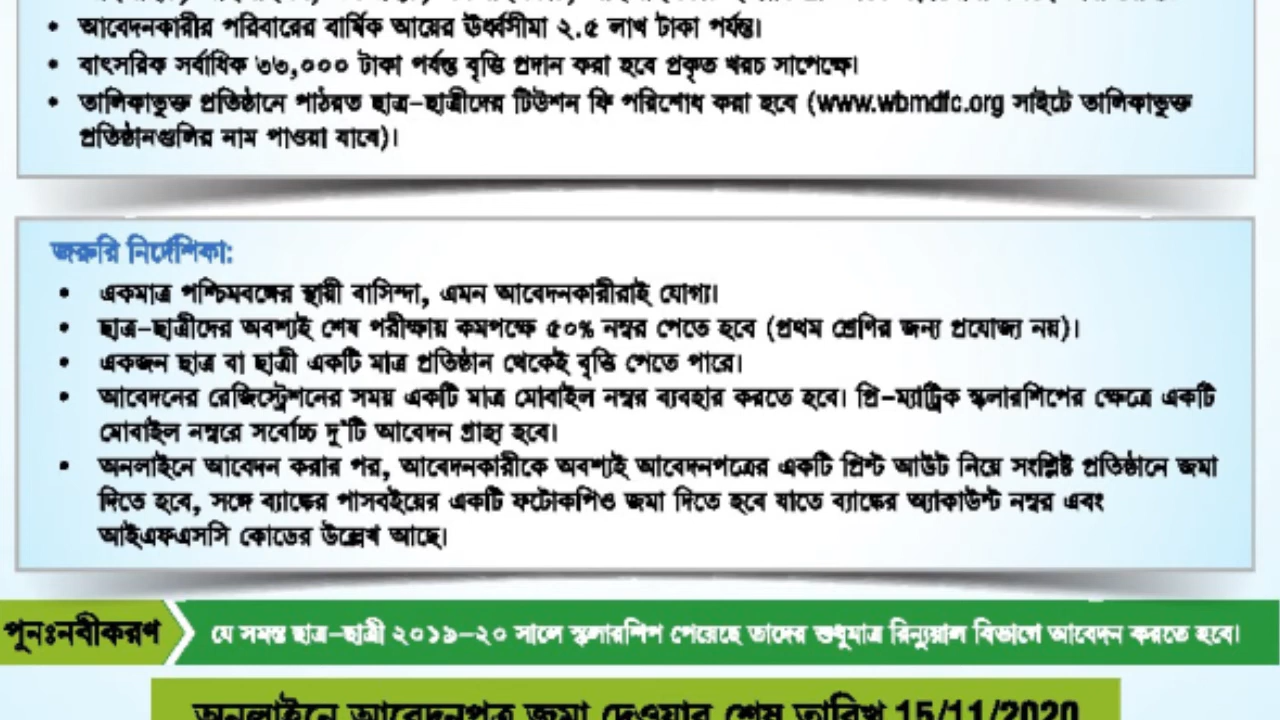 • আবেদনকারীর পরিবারের বার্ষিক আয়ের ঊর্ধ্বসীমা ২.৫ লাখ টাকা পর্যন্ত।
• বাৎসরিক সর্বাধিক ৩৩,০০০ টাকা পর্যন্ত বৃত্তি প্রদান করা হবে প্রকৃত খরচ সাপেক্ষে।
• তালিকাভুক্ত প্রতিষ্ঠানে পাঠরত ছাত্র-ছাত্রীদের টিউশন ফি পরিশোধ করা হবে (www.wbmdfc.org সাইটে তালিকাভুক্ত
প্রতিষ্ঠানগুলির নাম পাওয়া যাবে)।
জরুরি নির্দেশিকা:
• একমাত্র পশ্চিমবঙ্গের স্থায়ী বাসিন্দা, এমন আবেদনকারীরাই যোগ্য।
• ছাত্র-ছাত্রীদের অবশ্যই শেষ পরীক্ষায় কমপক্ষে ৫০% নম্বর পেতে হবে (প্রথম শ্রেণির জন্য প্রযোজ্য নয়)।
• একজন ছাত্র বা ছাত্রী একটি মাত্র প্রতিষ্ঠান থেকেই বৃত্তি পেতে পারে।
• আবেদনের রেজিস্ট্রেশনের সময় একটি মাত্র মোবাইল নম্বর ব্যবহার করতে হবে। প্রি-ম্যাট্রিক স্কলারশিপের ক্ষেত্রে একটি
মোবাইল নম্বরে সর্বোচ্চ দু'টি আবেদন গ্রাহ্য হবে।
• অনলাইনে আবেদন করার পর, আবেদনকারীকে অবশ্যই আবেদনপত্রের একটি প্রিন্ট আউট নিয়ে সংশ্লিষ্ট প্রতিষ্ঠানে জমা
দিতে হবে, সঙ্গে ব্যাঙ্কের পাসবইয়ের একটি ফটোকপিও জমা দিতে হবে যাতে ব্যাঙ্কের অ্যাকাউন্ট নম্বর এবং
আইএফএসসি কোডের উল্লেখ আছে।
পুনঃনবীকরণ
যে সমস্ত ছাত্র-ছাত্রী ২০১৯-২০ সালে স্কলারশিপ পেয়েছে তাদের শুধুমাত্র রিন্যুয়াল বিভাগে আবেদন করতে হবে।
অনলাইনে আবেদনপত্র জমা দেওয়ার শেষ তারিখ 15/11/2020